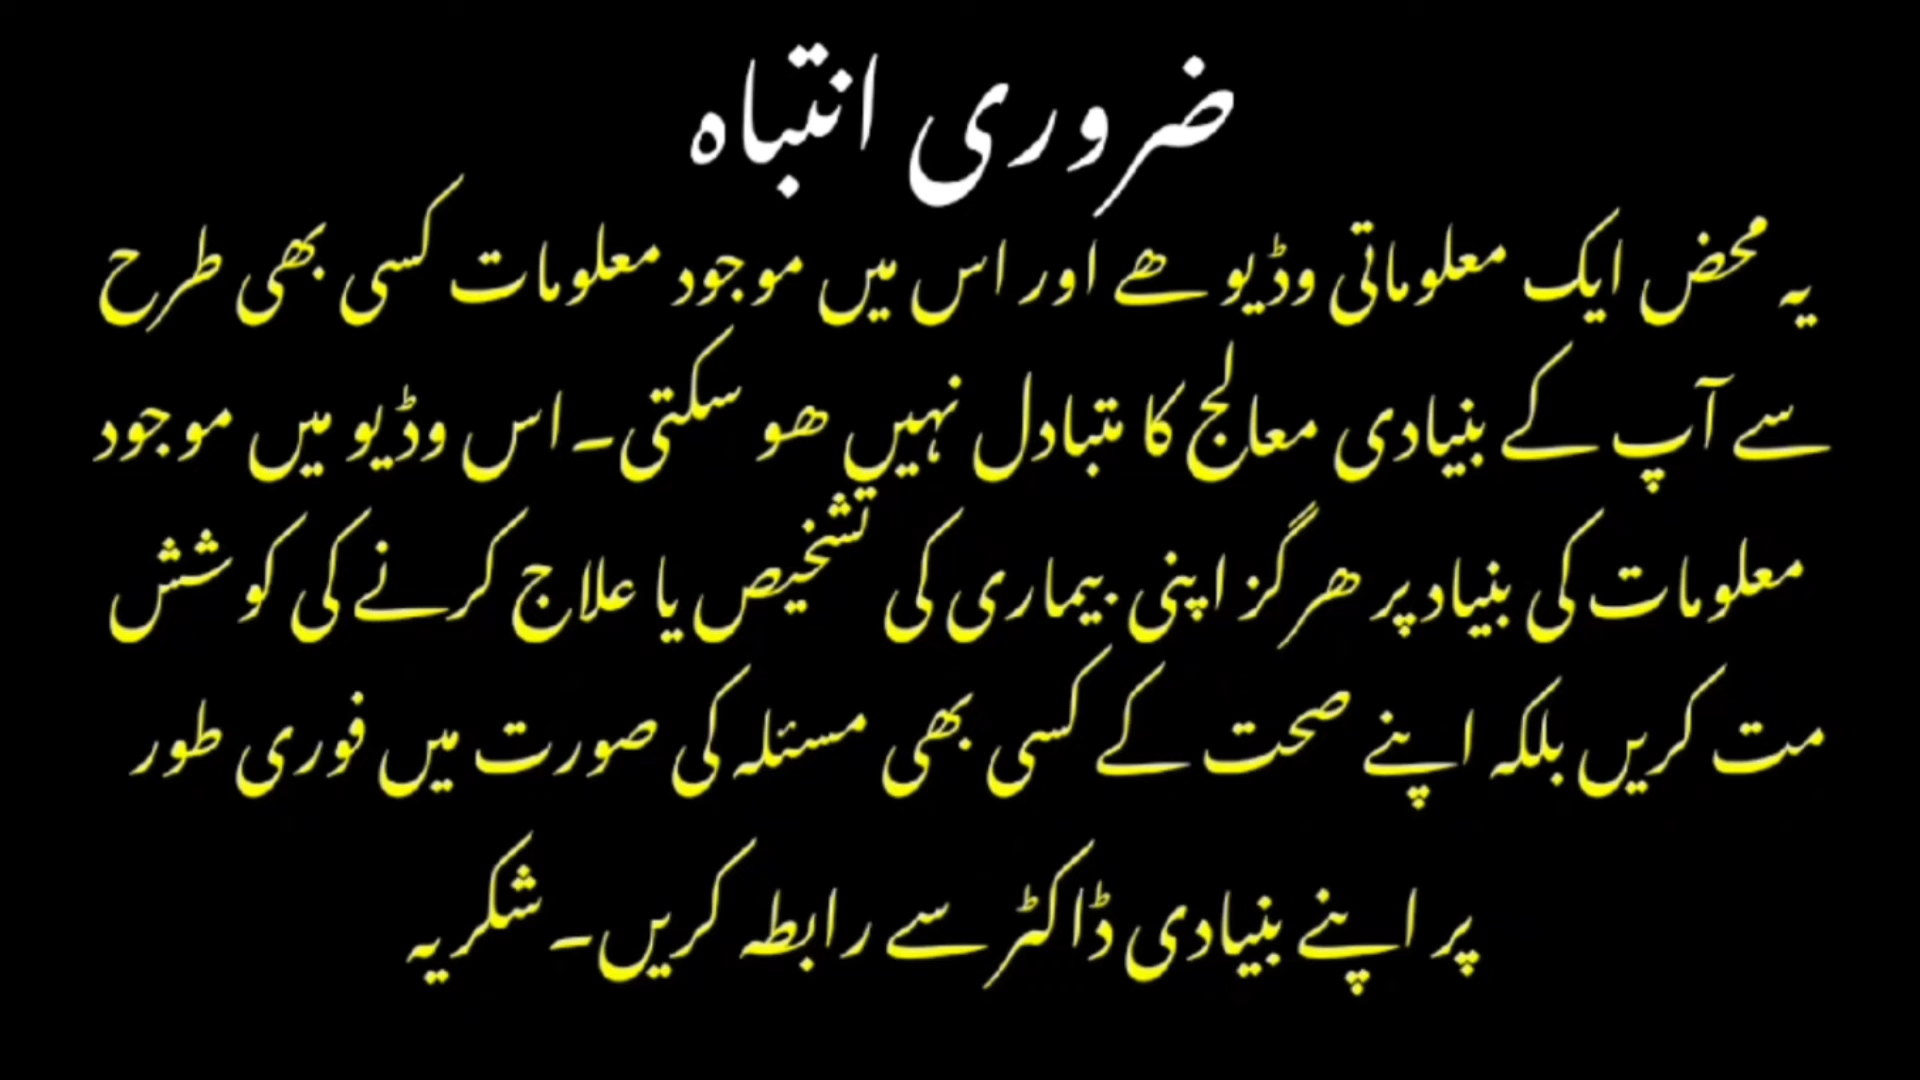 ضروری انتباہ
یہ محض ایک معلوماتی وڈیو ھے اور اس میں موجود معلومات کسی بھی طرح
سے آپ کے بنیادی معالج کا متبادل نہیں ھو سکتی۔ اس وڈیو میں موجود
معلومات کی بنیاد پر ھرگز اپنی بیماری کی تشخیص یا علاج کرنے کی کوشش
مت کریں بلکہ اپنے صحت کے کسی بھی مسئلہ کی صورت میں فوری طور
پر اپنے بنیادی ڈاکٹر سے رابطہ کریں۔ شکریہ